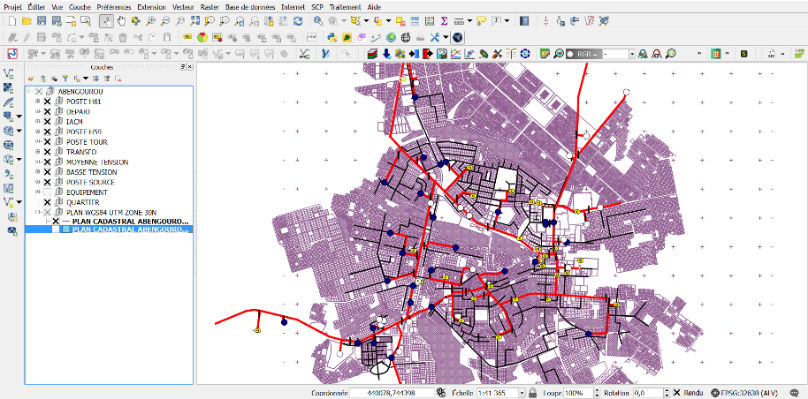 Projet Éditer Vue Couche Préférences Extension Vecteur Raster Base de données Internet SCP Traitement Aide
RGB =
Couches
ABENGOUROU
POSTE H61
DEPART
IACM
POSTE H59
POSTE TOUR
TRANSFO
MOYENNE TENSION
BASSE TENSION
POSTE SOURCE
EQUIPEMENT
QUARTIER
PLAN WGS84 UTM ZONE 30N
PLAN CADASTRAL ABENGOURO...
PLAN CADASTRAL ABENGOURO...
Coordonnée 440078,744398 Échelle 1:41 365 Loupe 100% Rotation 0,0 Rendu EPSG:32630 (ALV)